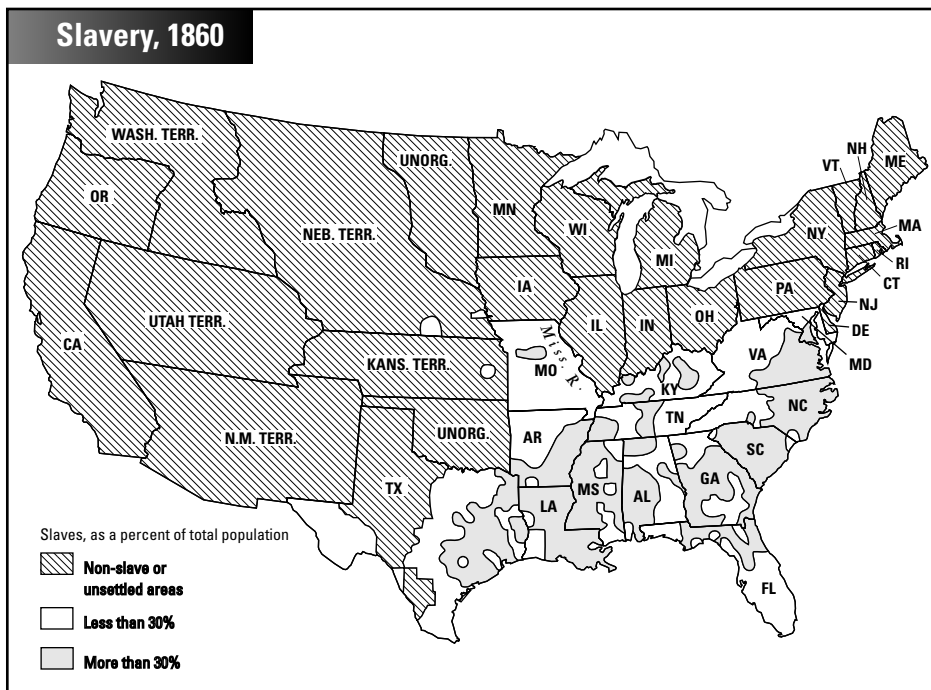 Slavery, 1860
WASH. TERR.
OR
CA
UTAH TERR.
NEB. TERR.
UNORG.
KANS. TERR.
N.M. TERR.
UNORG.
TX
MN
IA
WI
MI
IL
IN
OH
MO
Miss. R.
KY
TN
AR
LA
MS
AL
GA
FL
SC
NC
VA
PA
NY
VT
NH
ME
MA
RI
CT
NJ
DE
MD
Slaves, as a percent of total population
Non-slave or
unsettled areas
Less than 30%
More than 30%